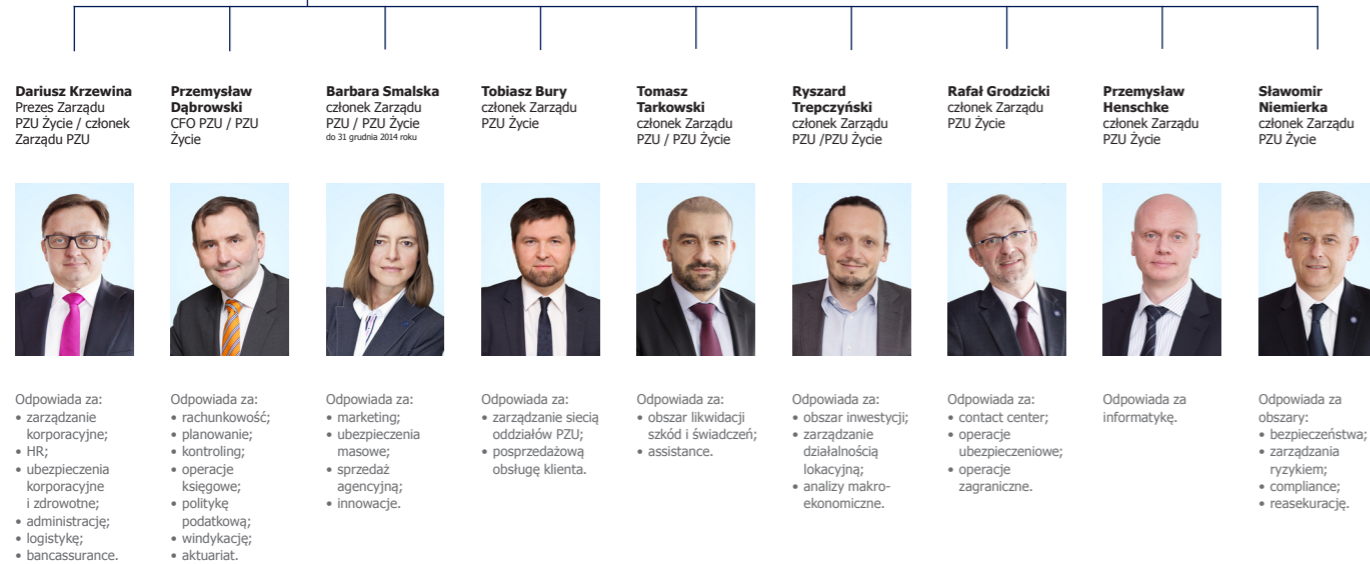 Dariusz Krzewina
Prezes Zarządu
PZU Życie / członek
Zarządu PZU
Przemysław
Dąbrowski
CFO PZU / PZU
Życie
Barbara Smalska
członek Zarządu
PZU / PZU Życie
do 31 grudnia 2014 roku
Tobiasz Bury
członek Zarządu
PZU Życie
Tomasz
Tarkowski
członek Zarządu
PZU / PZU Życie
Ryszard
Trepczyński
członek Zarządu
PZU /PZU Życie
Rafał Grodzicki
członek Zarządu
PZU Życie
Przemysław
Henschke
członek Zarządu
PZU Życie
Sławomir
Niemierka
członek Zarządu
PZU Życie
Odpowiada za:
• zarządzanie
korporacyjne;
• HR;
• ubezpieczenia
korporacyjne
i zdrowotne;
• administrację;
• logistykę;
• bancassurance.
Odpowiada za:
• rachunkowość;
• planowanie;
• kontroling;
• operacje
księgowe;
• politykę
podatkową;
• windykację;
• aktuariat.
Odpowiada za:
• marketing;
• ubezpieczenia
masowe;
• sprzedaż
agencyjną;
• innowacje.
Odpowiada za:
• zarządzanie siecią
oddziałów PZU;
• posprzedażową
obsługę klienta.
Odpowiada za:
• obszar likwidacji
szkód i świadczeń;
• assistance.
Odpowiada za:
• obszar inwestycji;
• zarządzanie
działalnością
lokacyjną;
• analizy makro-
ekonomiczne.
Odpowiada za:
• contact center;
• operacje
ubezpieczeniowe;
• operacje
zagraniczne.
Odpowiada za
informatykę.
Odpowiada za
obszary:
• bezpieczeństwa;
• zarządzania
ryzykiem;
• compliance;
• reasekurację.